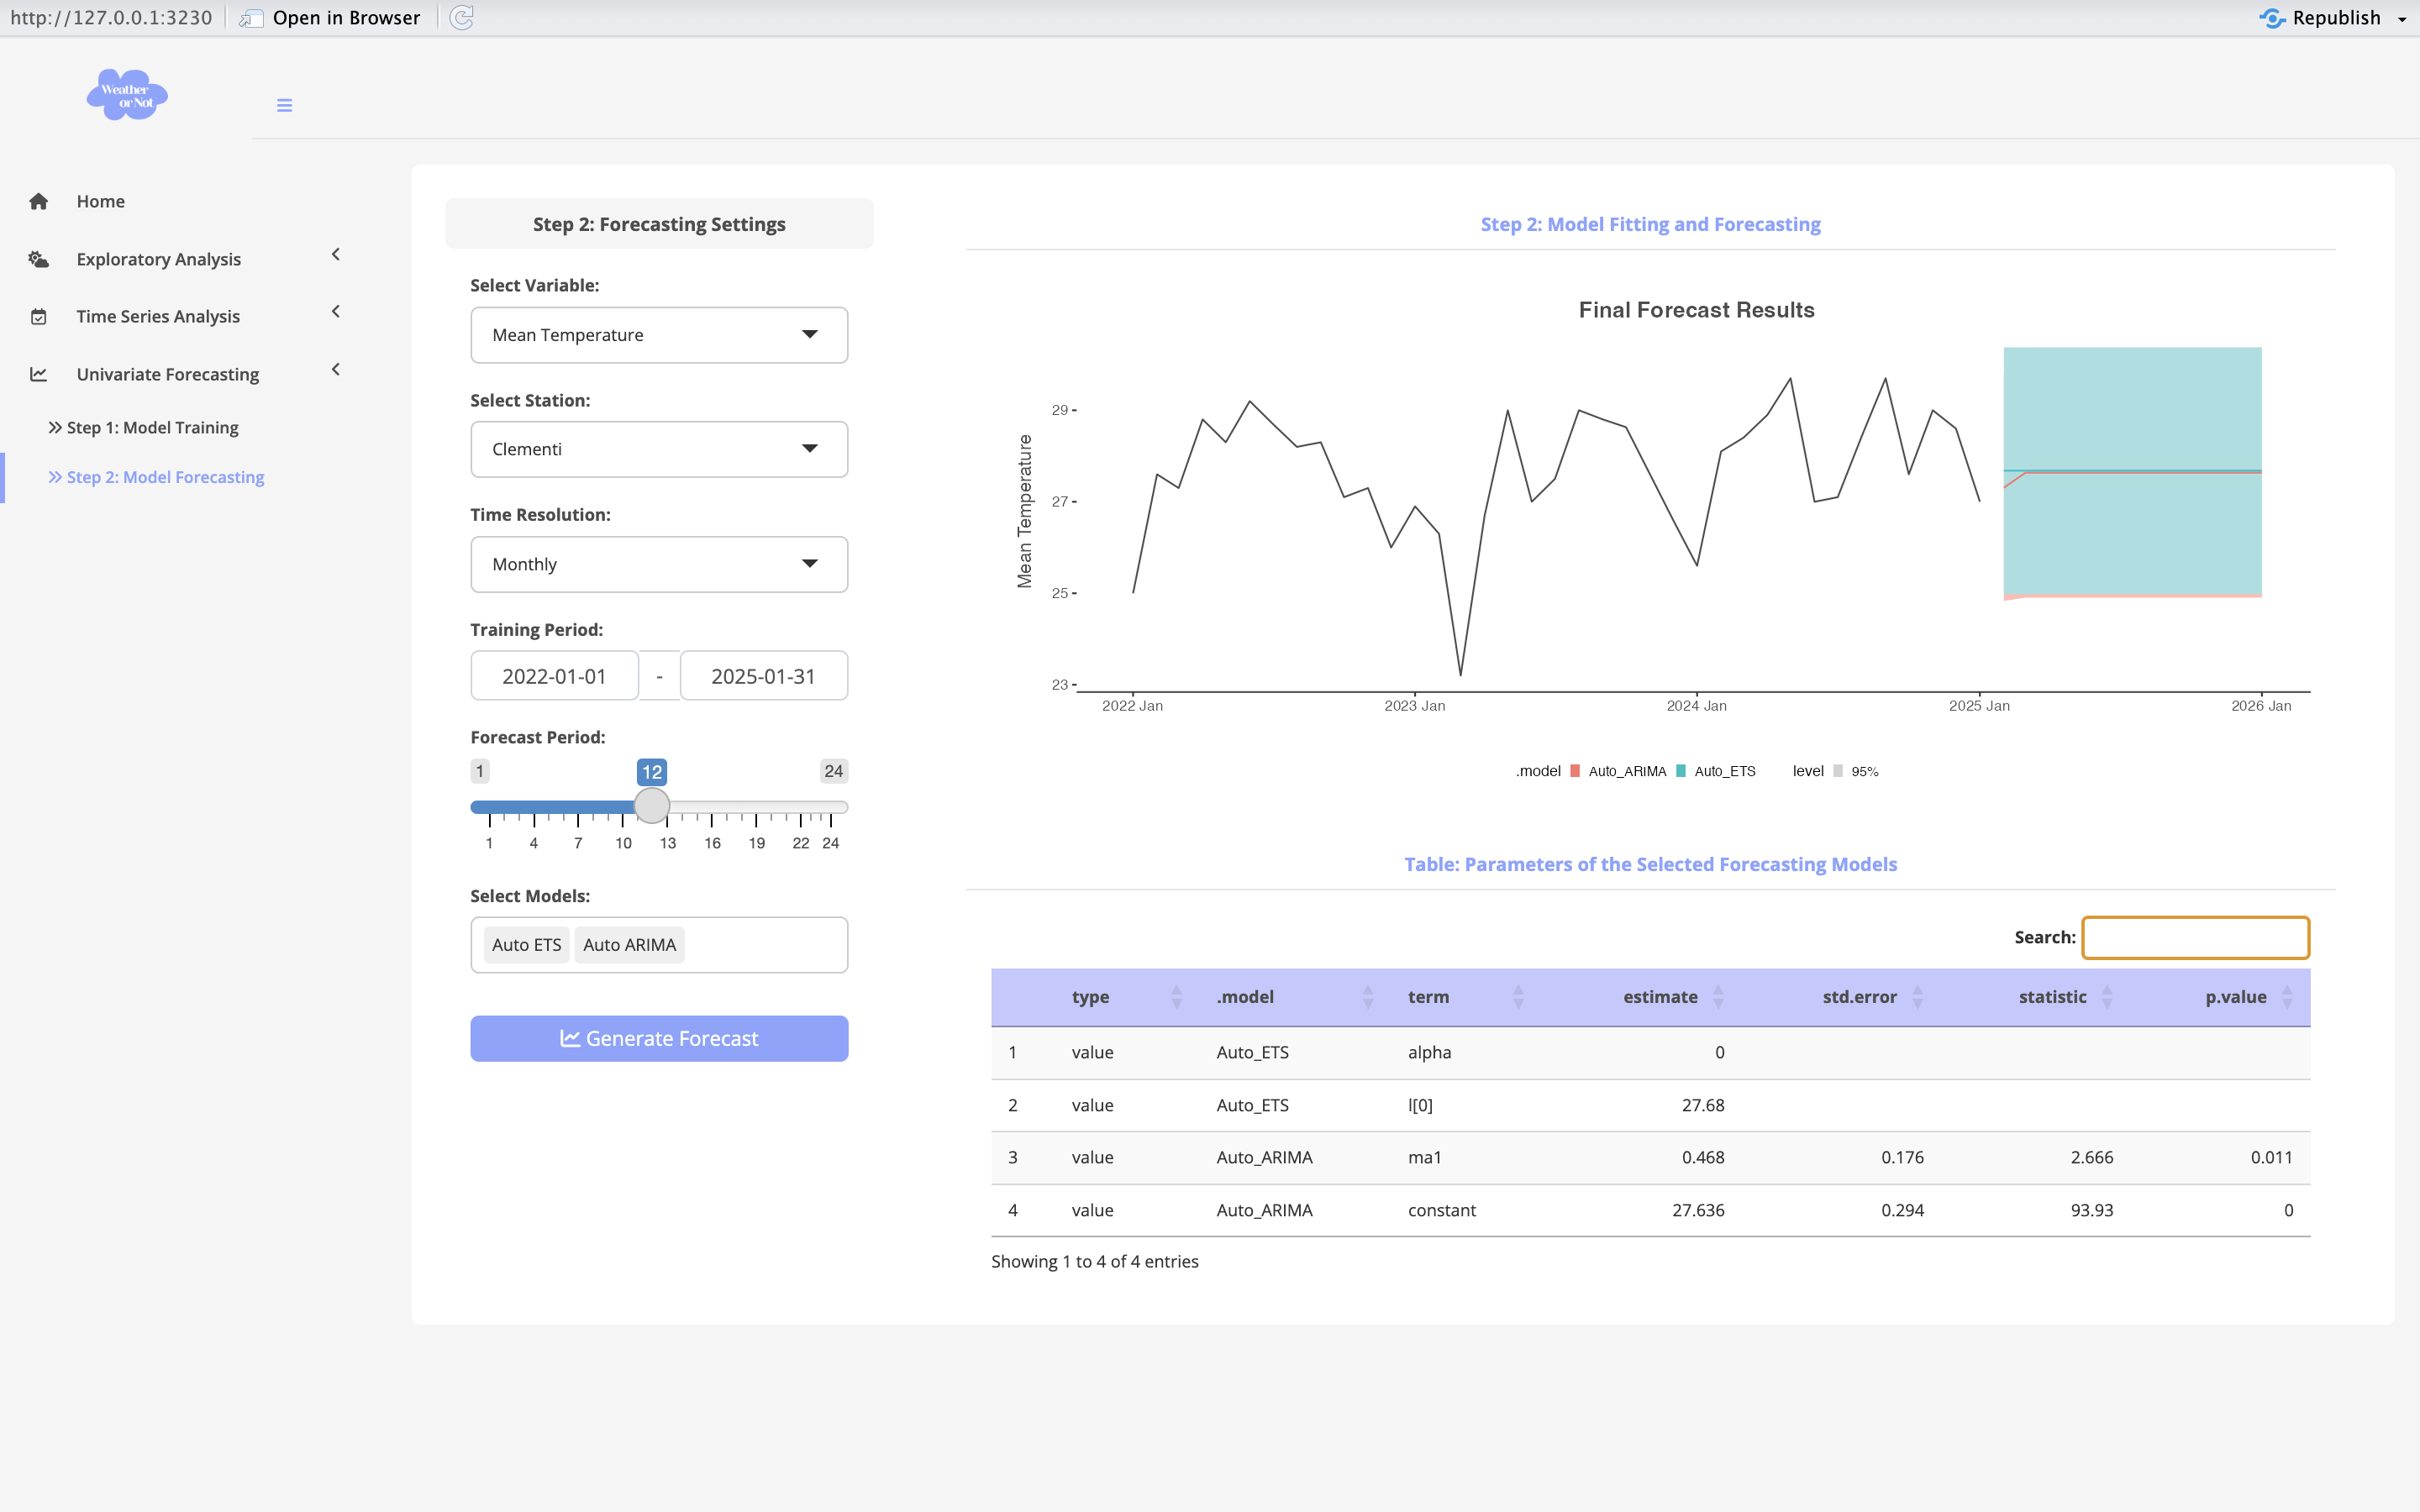 http://127.0.0.1:3230 Open in Browser Republish
Weather
or Not
Home
Exploratory Analysis
Time Series Analysis
Univariate Forecasting
Step 1: Model Training
Step 2: Model Forecasting
Step 2: Forecasting Settings
Select Variable:
Mean Temperature
Select Station:
Clementi
Time Resolution:
Monthly
Training Period:
2022-01-01 - 2025-01-31
Forecast Period:
1 12 24
1 4 7 10 13 16 19 22 24
Select Models:
Auto ETS Auto ARIMA
Generate Forecast
Step 2: Model Fitting and Forecasting
Final Forecast Results
Mean Temperature
29
27
25
23
2022 Jan 2023 Jan 2024 Jan 2025 Jan 2026 Jan
.model Auto_ARIMA Auto_ETS level 95%
Table: Parameters of the Selected Forecasting Models
Search:
type .model term estimate std.error statistic p.value
1 value Auto_ETS alpha 0
2 value Auto_ETS l[0] 27.68
3 value Auto_ARIMA ma1 0.468 0.176 2.666 0.011
4 value Auto_ARIMA constant 27.636 0.294 93.93 0
Showing 1 to 4 of 4 entries